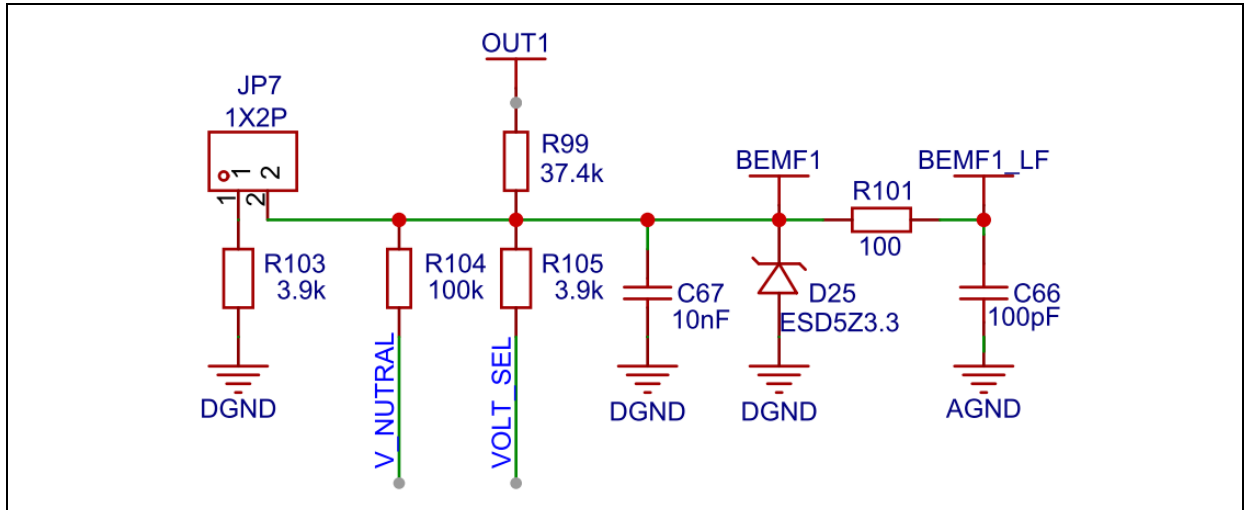 OUT1
JP7
1X2P
1 2
1 2
R99
37.4k
BEMF1
BEMF1_LF
R101
100
R103
3.9k
R104
100k
R105
3.9k
C67
10nF
D25
ESD5Z3.3
C66
100pF
V_NUTRAL
VOLT_SEL
DGND
DGND
DGND
AGND